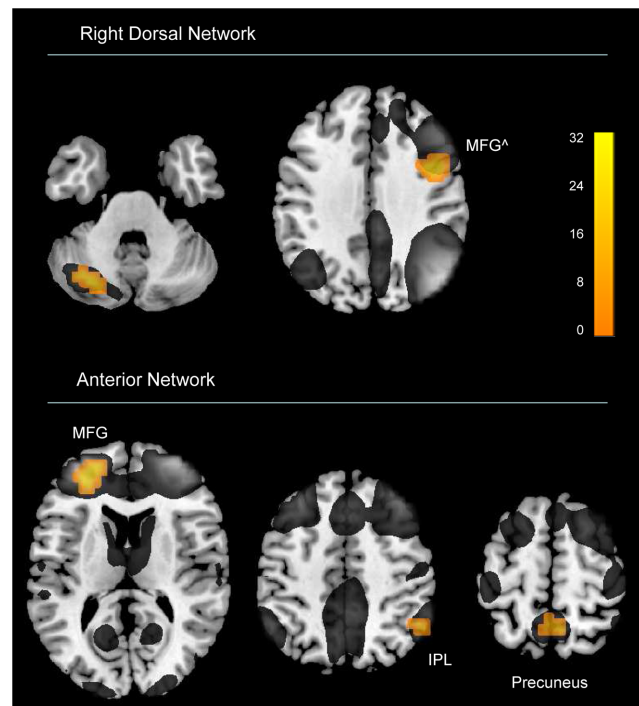 Right Dorsal Network
MFG^
32
24
16
8
0
Anterior Network
MFG
IPL
Precuneus